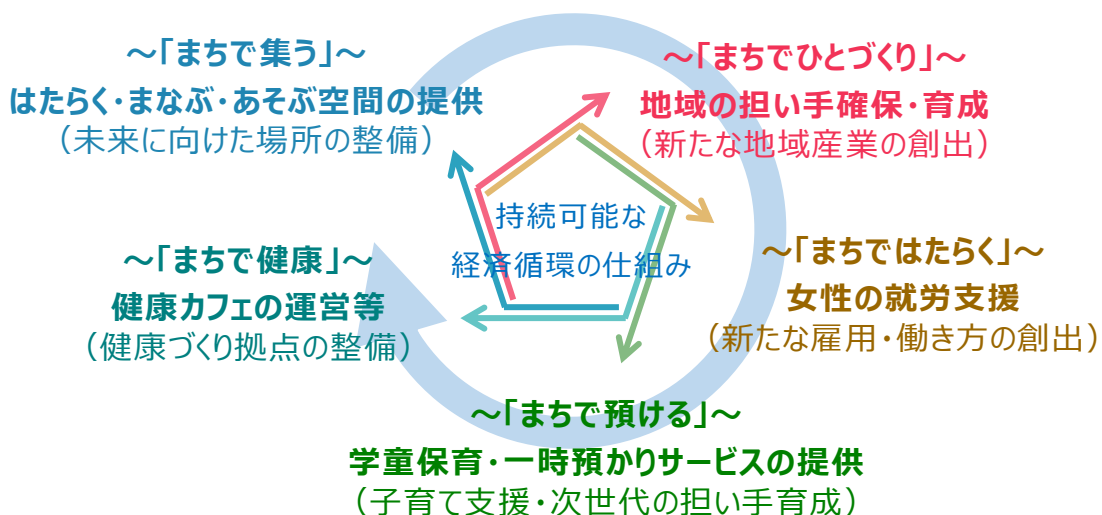 ～「まちで集う」～
はたらく・まなぶ・あそぶ空間の提供
（未来に向けた場所の整備）
～「まちでひとづくり」～
地域の担い手確保・育成
（新たな地域産業の創出）
持続可能な
経済循環の仕組み
～「まちではたらく」～
女性の就労支援
（新たな雇用・働き方の創出）
～「まちで健康」～
健康カフェの運営等
（健康づくり拠点の整備）
～「まちで預ける」～
学童保育・一時預かりサービスの提供
（子育て支援・次世代の担い手育成）